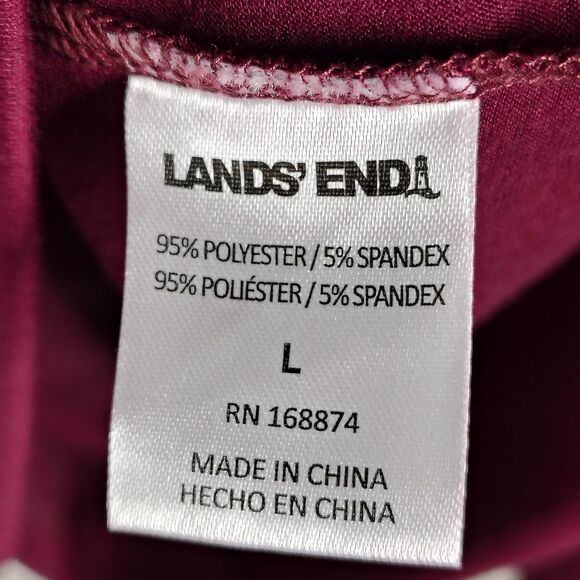 LANDS' END
95% POLYESTER / 5% SPANDEX
95% POLIÉSTER / 5% SPANDEX
L
RN 168874
MADE IN CHINA
HECHO EN CHINA